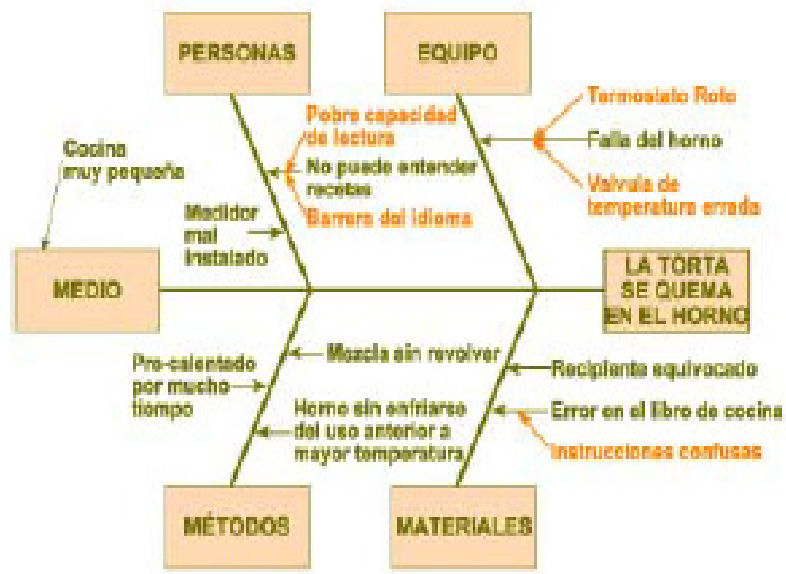 PERSONAS
EQUIPO
Pobre capacidad
de lectura
No puede entender
recetas
Barrera del idioma
Termostato Roto
Falla del horno
Valvula de
temperatura errada
Cocina
muy pequeña
Medidor
mal
instalado
MEDIO
LA TORTA
SE QUEMA
EN EL HORNO
Pre-calentado
por mucho
tiempo
Mezcla sin revolver
Horno sin enfriarse
del uso anterior a
mayor temperatura
Recipiente equivocado
Error en el libro de cocina
Instrucciones confusas
MÉTODOS
MATERIALES